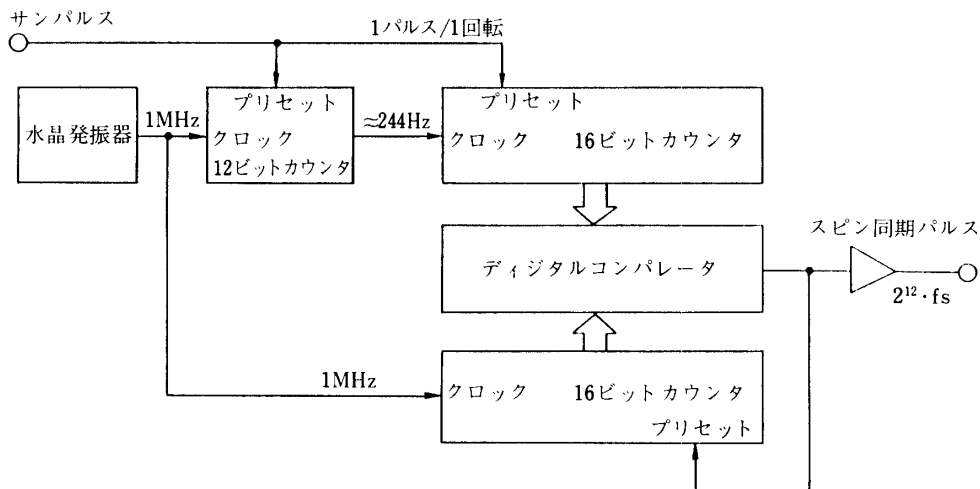 サンパルス
1パルス/1回転
プリセット
プリセット
水晶発振器
1MHz
クロック
≈244Hz
クロック
16ビットカウンタ
12ビットカウンタ
スピン同期パルス
ディジタルコンパレータ
2¹²·fs
1MHz
クロック
16ビットカウンタ
プリセット